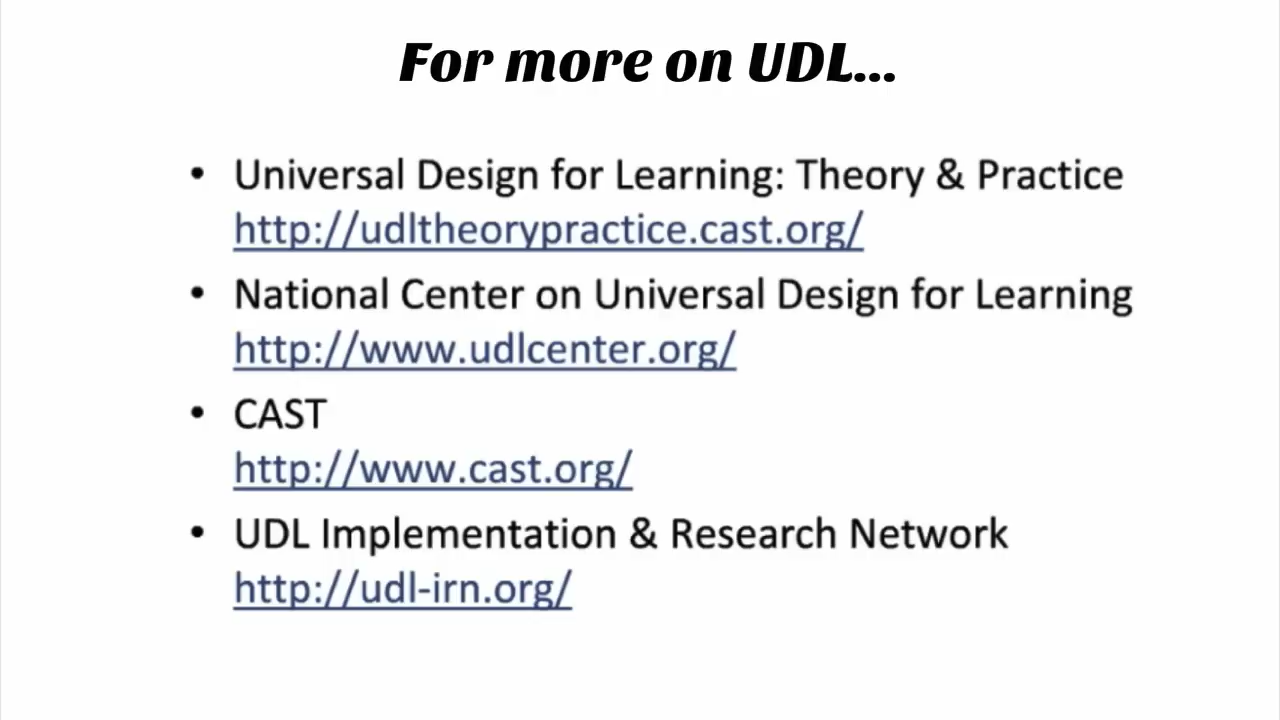 For more on UDL...
• Universal Design for Learning: Theory & Practice
http://udltheorypractice.cast.org/
• National Center on Universal Design for Learning
http://www.udlcenter.org/
• CAST
http://www.cast.org/
• UDL Implementation & Research Network
http://udl-irn.org/